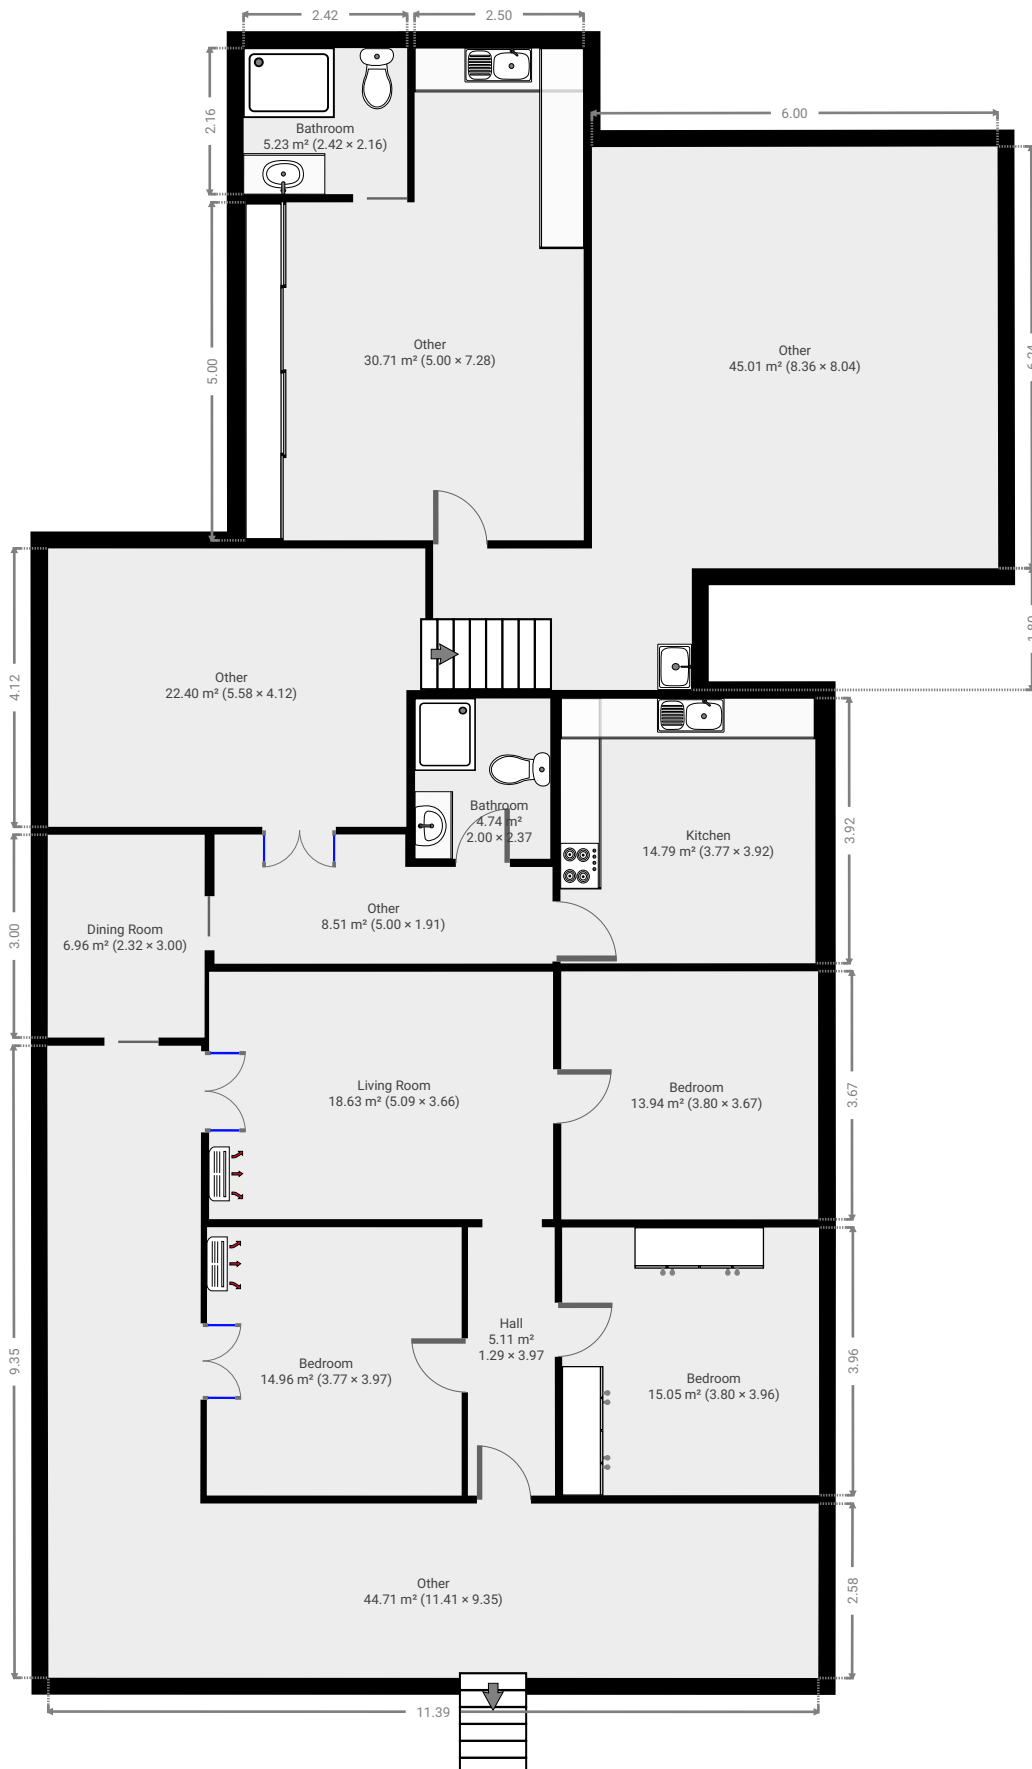 2.42
2.50
2.16
6.00
Bathroom
5.23 m² (2.42 × 2.16)
5.00
Other
30.71 m² (5.00 × 7.28)
Other
45.01 m² (8.36 × 8.04)
4.12
Other
22.40 m² (5.58 × 4.12)
Bathroom
4.74 m²
2.00 × 2.37
Kitchen
14.79 m² (3.77 × 3.92)
3.92
3.00
Dining Room
6.96 m² (2.32 × 3.00)
Other
8.51 m² (5.00 × 1.91)
Living Room
18.63 m² (5.09 × 3.66)
Bedroom
13.94 m² (3.80 × 3.67)
3.67
9.35
Hall
5.11 m²
1.29 × 3.97
Bedroom
14.96 m² (3.77 × 3.97)
Bedroom
15.05 m² (3.80 × 3.96)
3.96
Other
44.71 m² (11.41 × 9.35)
2.58
11.39